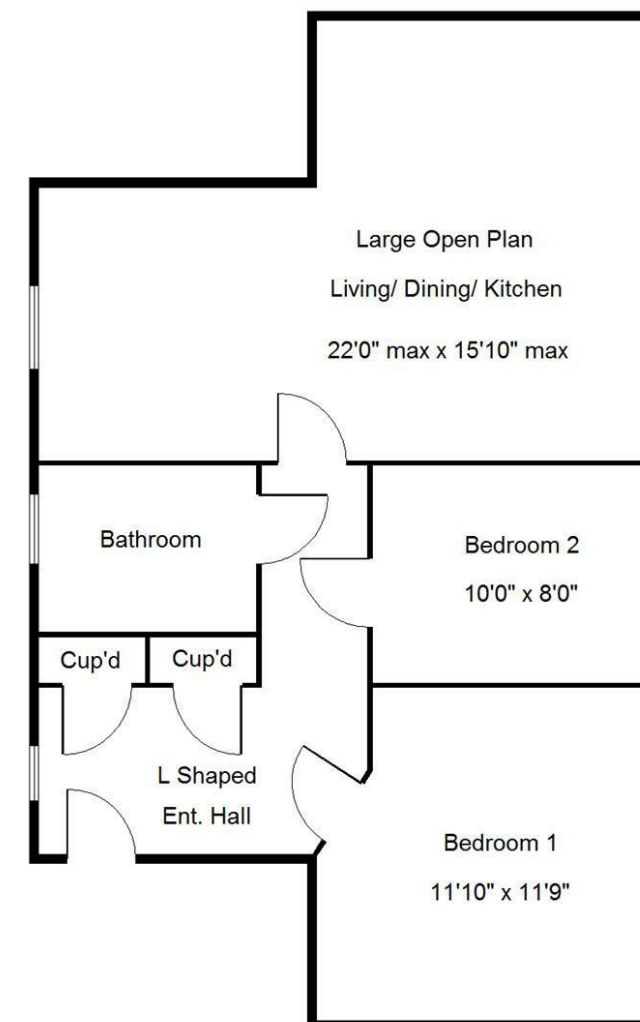 Large Open Plan
Living/ Dining/ Kitchen
22'0" max x 15'10" max
Bathroom
Bedroom 2
10'0" x 8'0"
Cup'd
Cup'd
L Shaped
Ent. Hall
Bedroom 1
11'10" x 11'9"